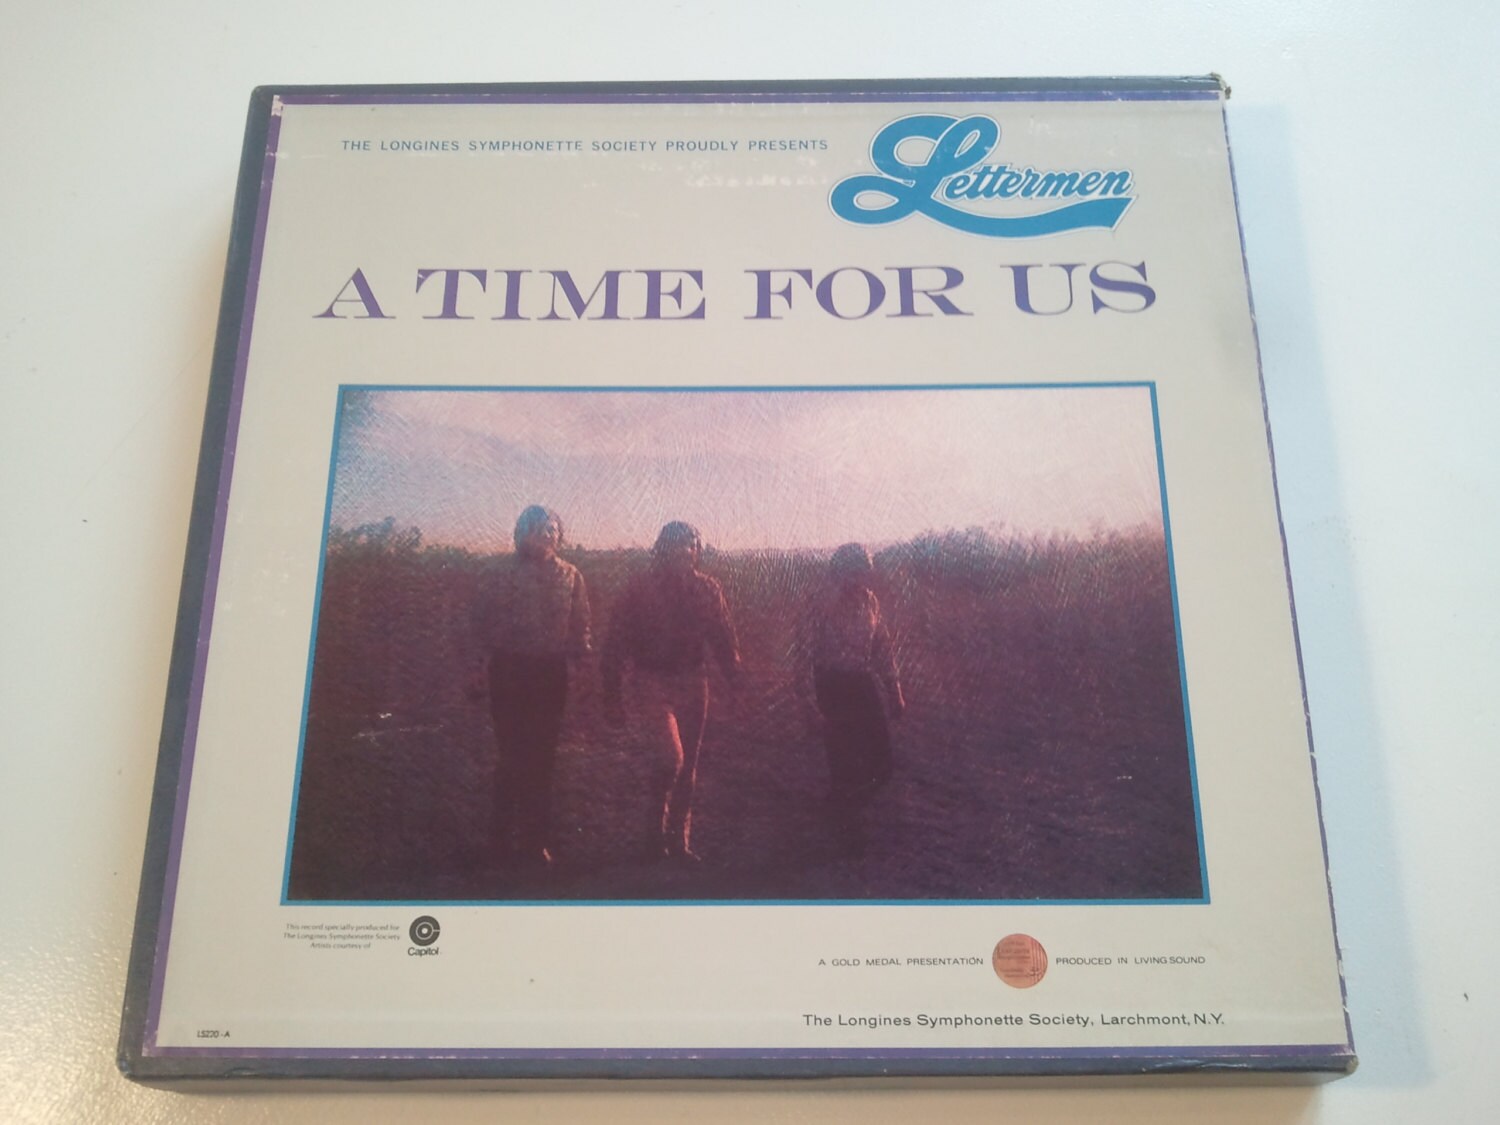 THE LONGINES SYMPHONETTE SOCIETY PROUDLY PRESENTS
Lettermen
A TIME FOR US
This record specially produced for
The Longines Symphonette Society
Artists courtesy of
Capitol
A GOLD MEDAL PRESENTATION
PRODUCED IN LIVING SOUND
The Longines Symphonette Society, Larchmont, N.Y.
LS220-A